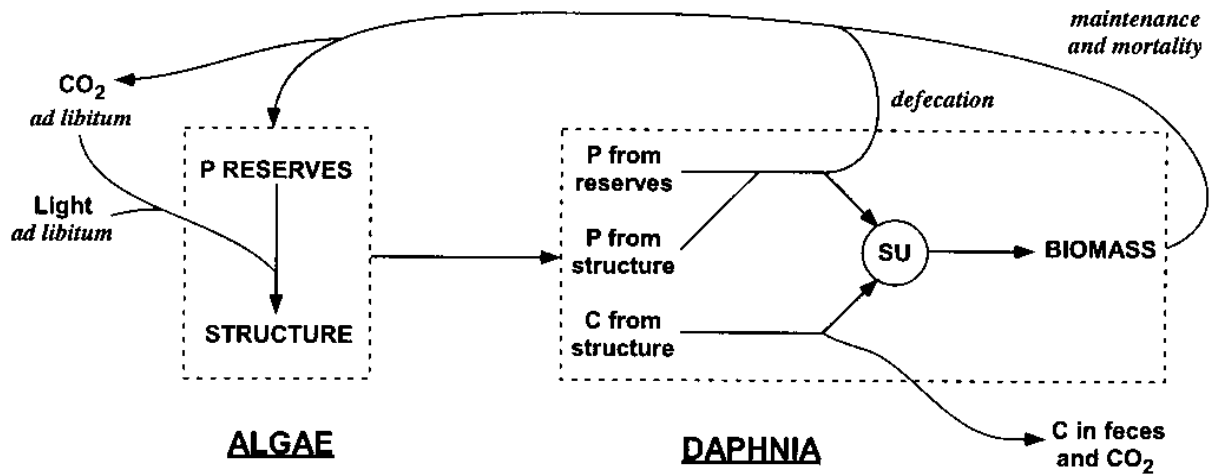 maintenance
and mortality
CO₂
ad libitum
defecation
P RESERVES
P from
reserves
Light
ad libitum
P from
structure
SU
BIOMASS
STRUCTURE
C from
structure
ALGAE
DAPHNIA
C in feces
and CO₂